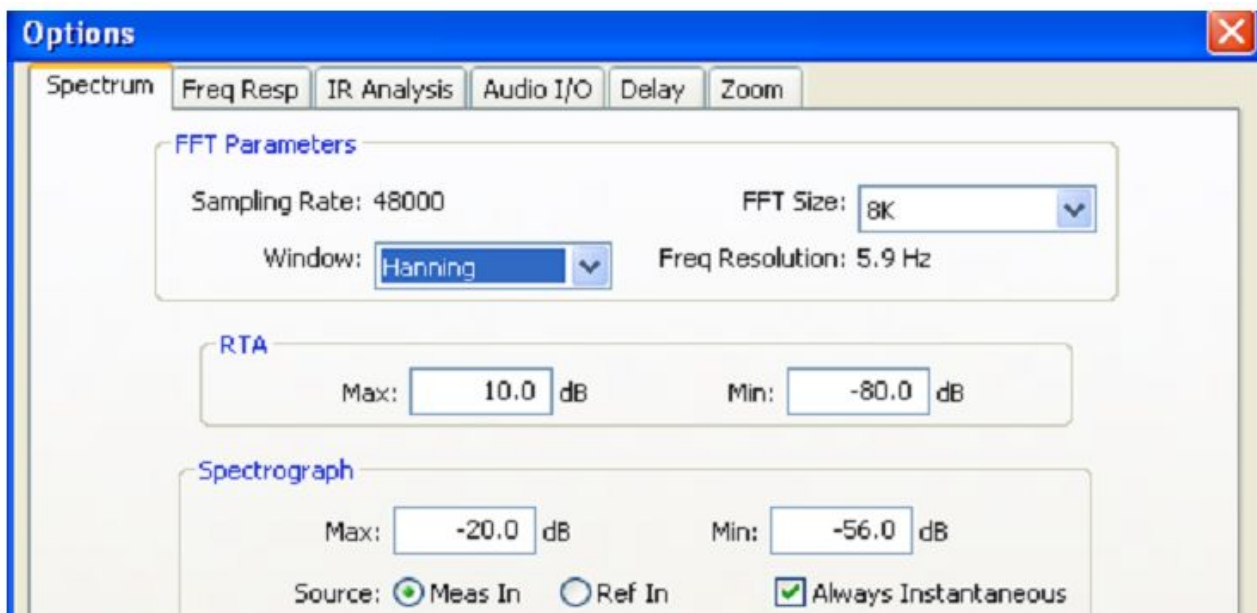 Options
Spectrum Freq Resp IR Analysis Audio I/O Delay Zoom
FFT Parameters
Sampling Rate: 48000 FFT Size: 8K
Window: Hanning Freq Resolution: 5.9 Hz
RTA
Max: 10.0 dB Min: -80.0 dB
Spectrograph
Max: -20.0 dB Min: -56.0 dB
Source: Meas In Ref In Always Instantaneous